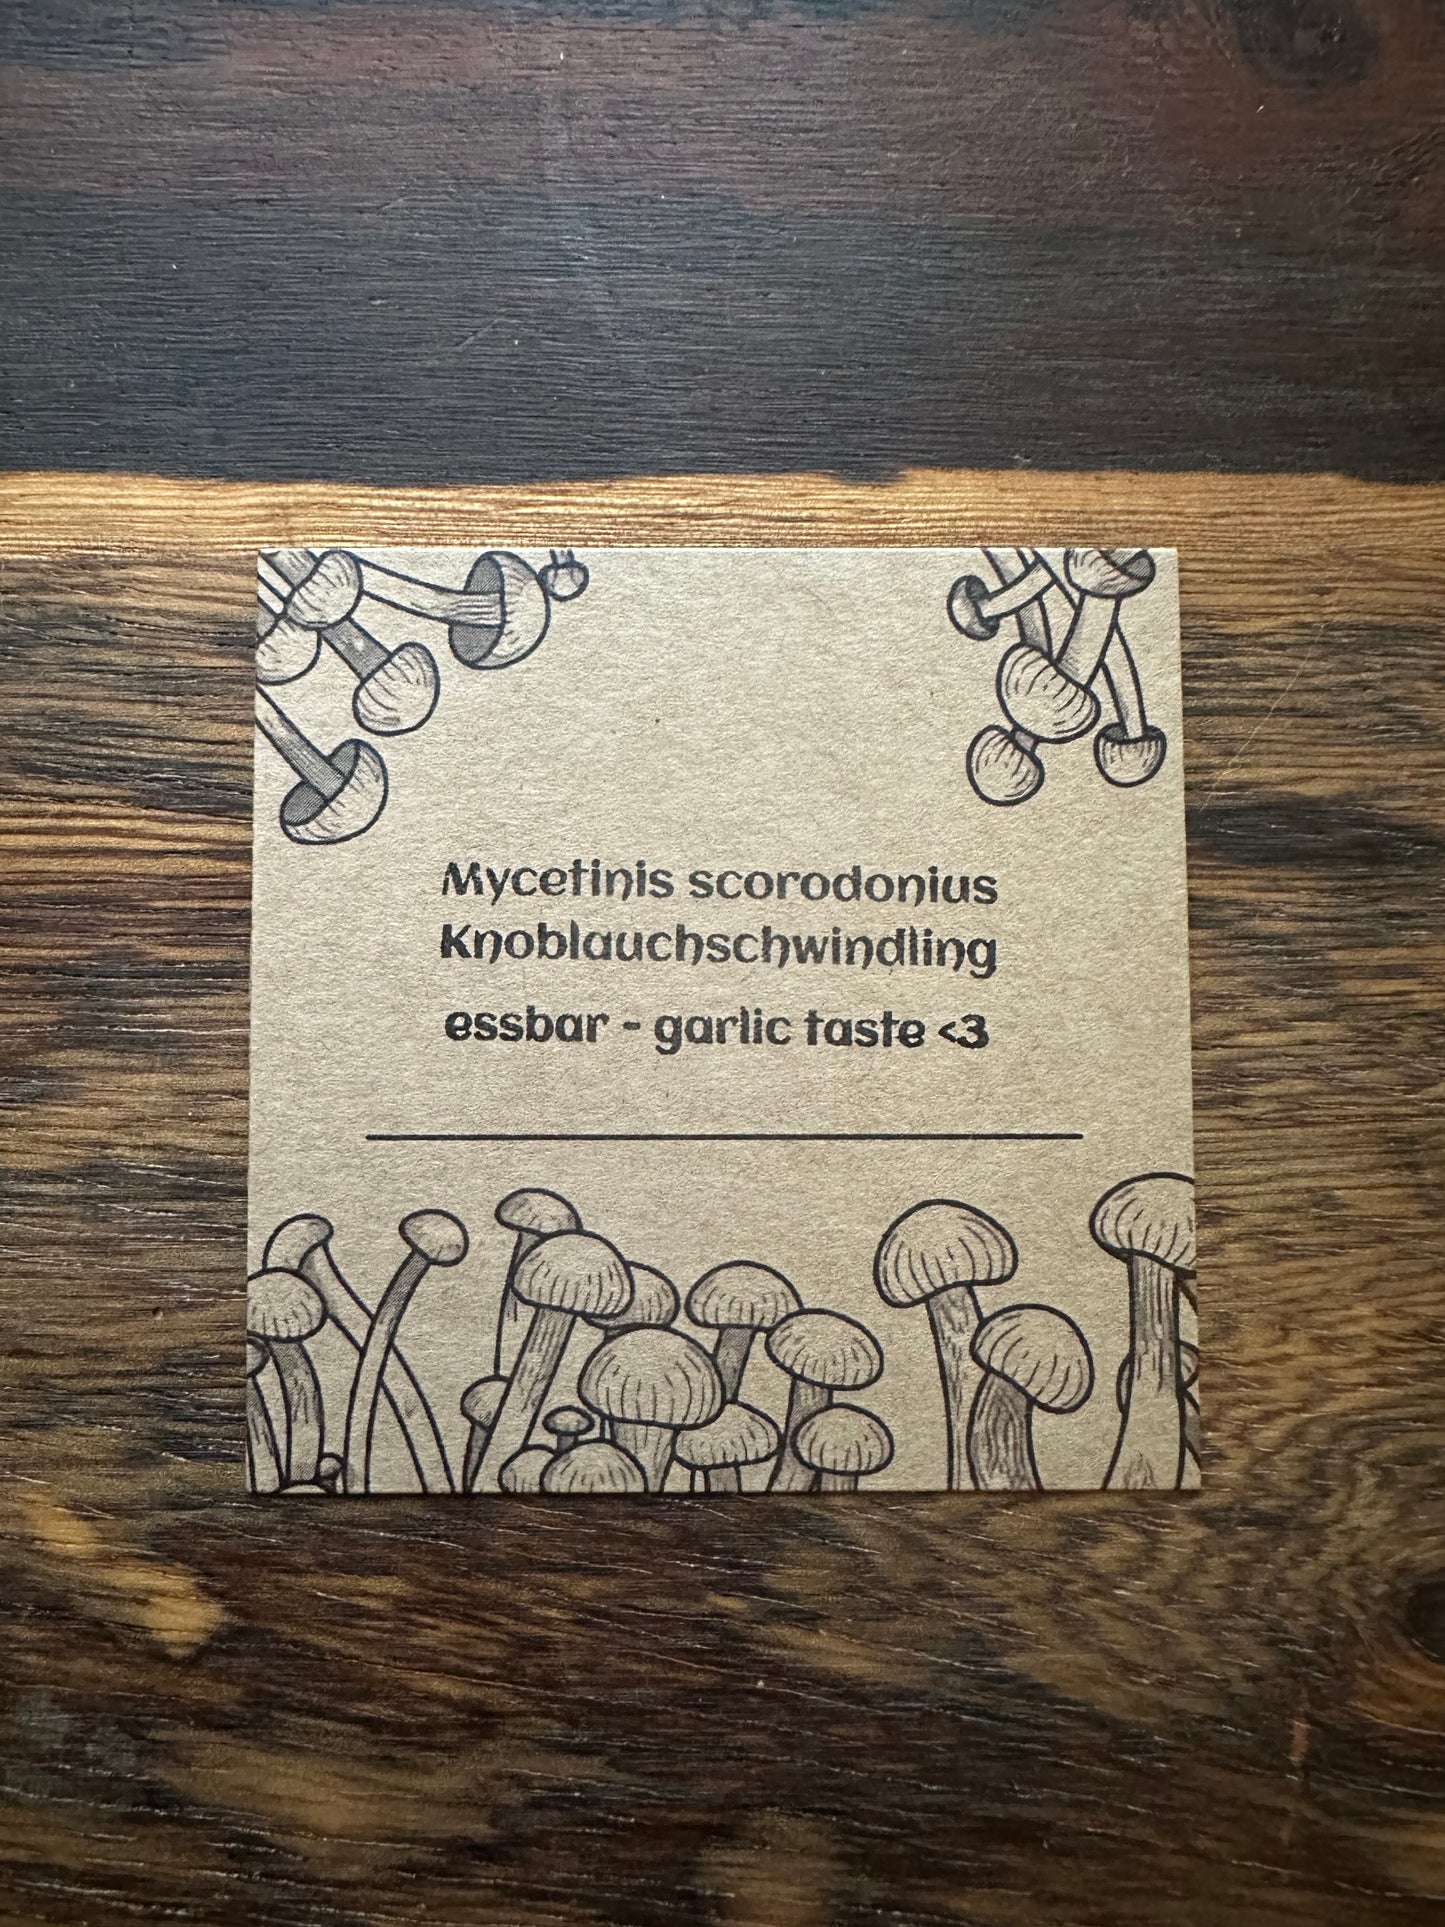 Mycetinis scorodonius
Knoblauchschwindling
essbar - garlic taste <3